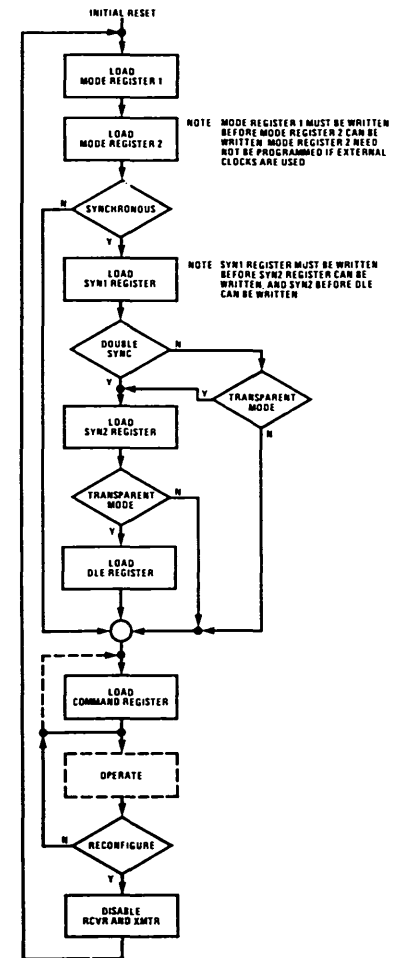 INITIAL RESET
LOAD
MODE REGISTER 1
LOAD
MODE REGISTER 2
NOTE MODE REGISTER 1 MUST BE WRITTEN
BEFORE MODE REGISTER 2 CAN BE
WRITTEN MODE REGISTER 2 NEED
NOT BE PROGRAMMED IF EXTERNAL
CLOCKS ARE USED
N
SYNCHRONOUS
Y
LOAD
SYN1 REGISTER
NOTE SYN1 REGISTER MUST BE WRITTEN
BEFORE SYN2 REGISTER CAN BE
WRITTEN, AND SYN2 BEFORE DLE
CAN BE WRITTEN
DOUBLE
SYNC
N
Y
Y
TRANSPARENT
MODE
N
LOAD
SYN2 REGISTER
TRANSPARENT
MODE
N
Y
LOAD
DLE REGISTER
LOAD
COMMAND REGISTER
OPERATE
N
RECONFIGURE
Y
DISABLE
RCVR AND XMTR